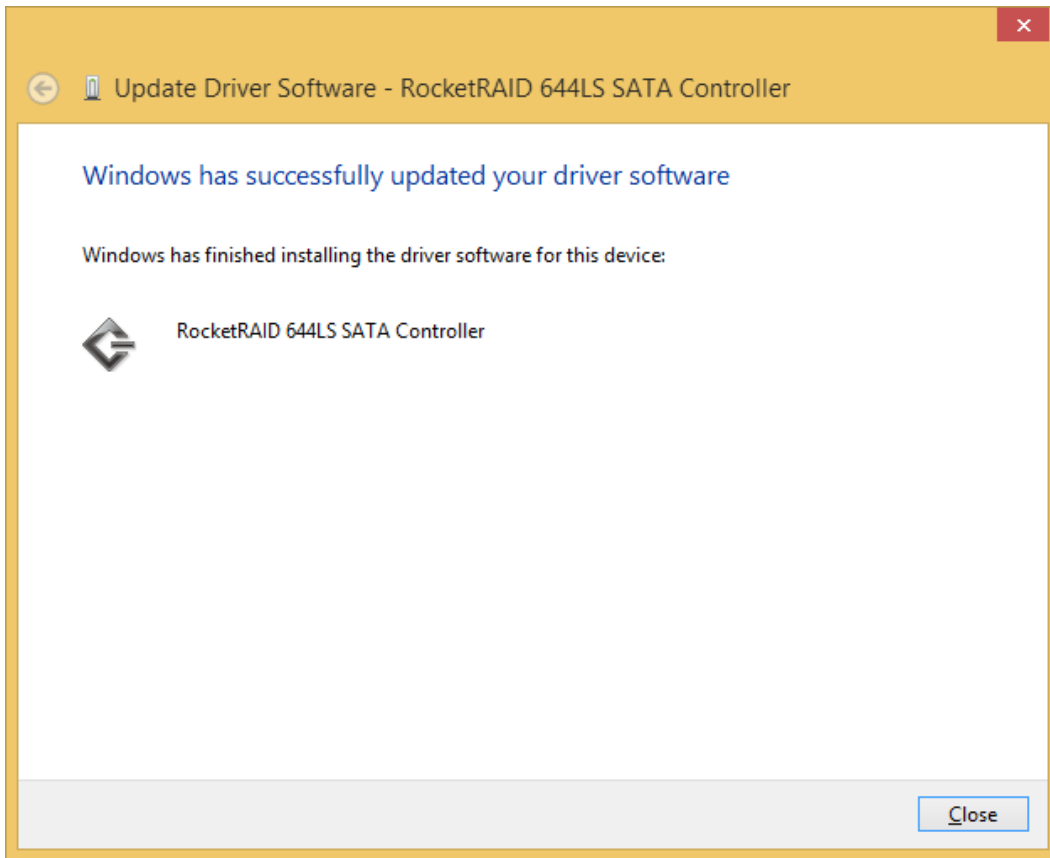 Update Driver Software - RocketRAID 644LS SATA Controller
Windows has successfully updated your driver software
Windows has finished installing the driver software for this device:
RocketRAID 644LS SATA Controller
Close